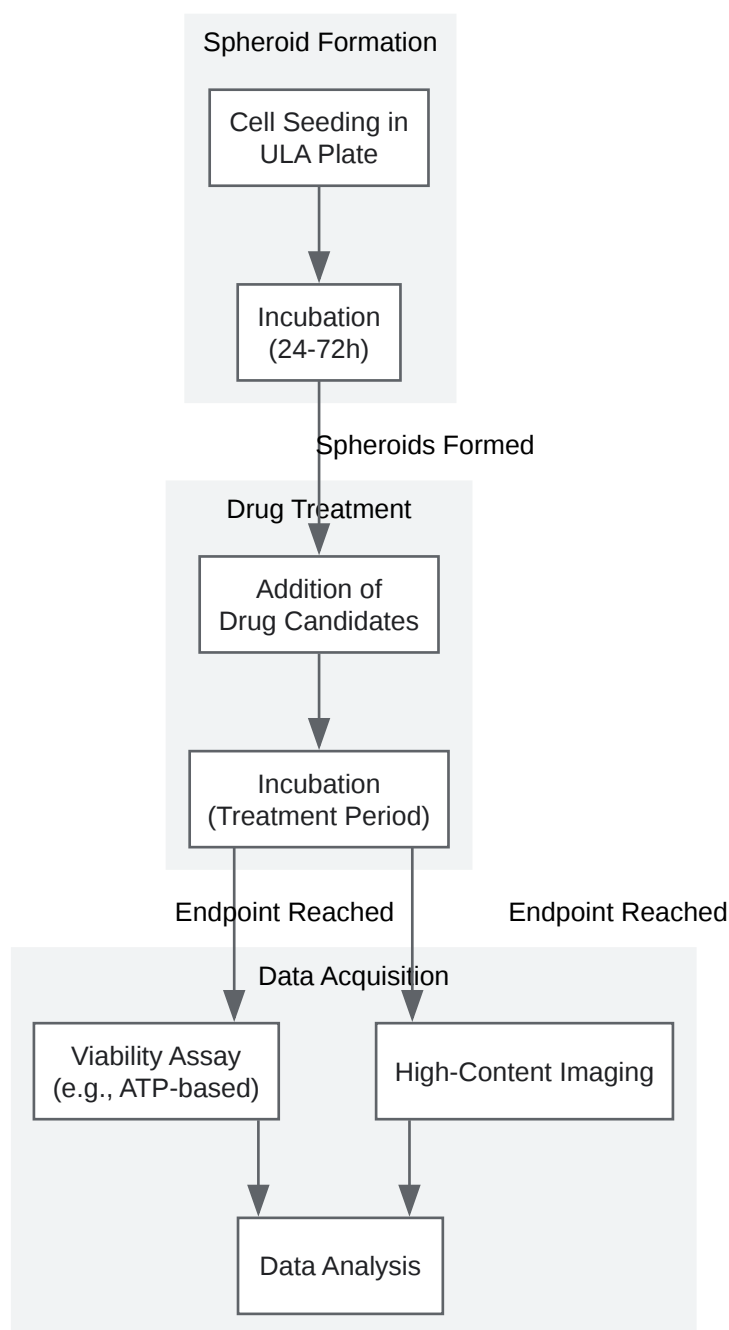 Spheroid Formation
Cell Seeding in
ULA Plate
Incubation
(24-72h)
Spheroids Formed
Drug Treatment
Addition of
Drug Candidates
Incubation
(Treatment Period)
Endpoint Reached
Endpoint Reached
Data Acquisition
Viability Assay
(e.g., ATP-based)
High-Content Imaging
Data Analysis